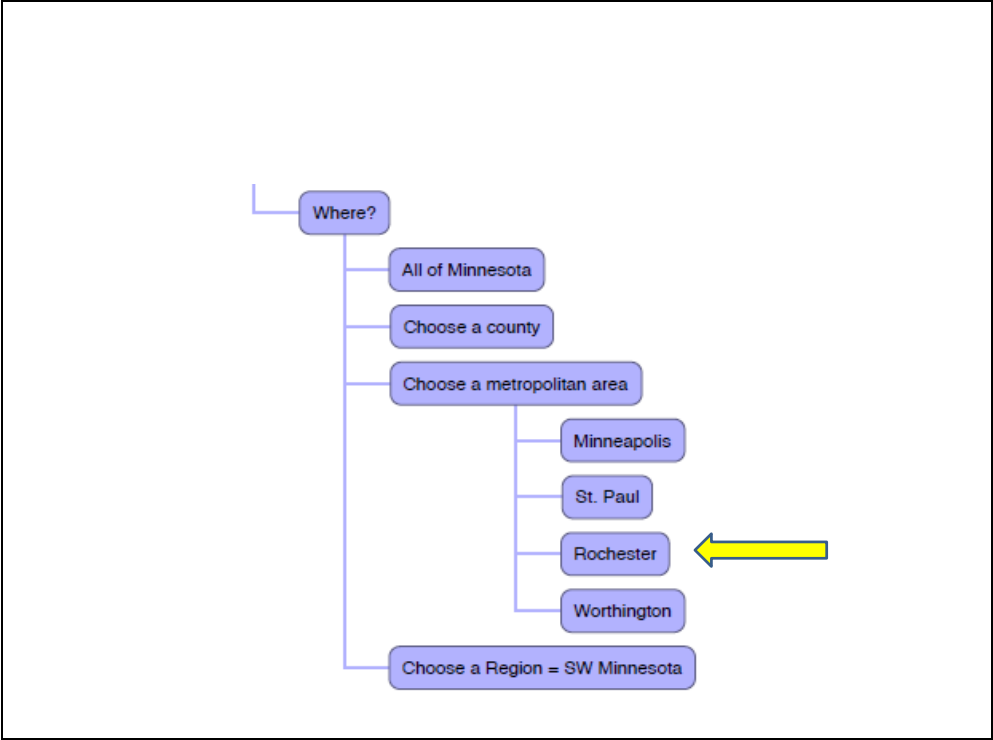 Where?
All of Minnesota
Choose a county
Choose a metropolitan area
Minneapolis
St. Paul
Rochester
Worthington
Choose a Region = SW Minnesota